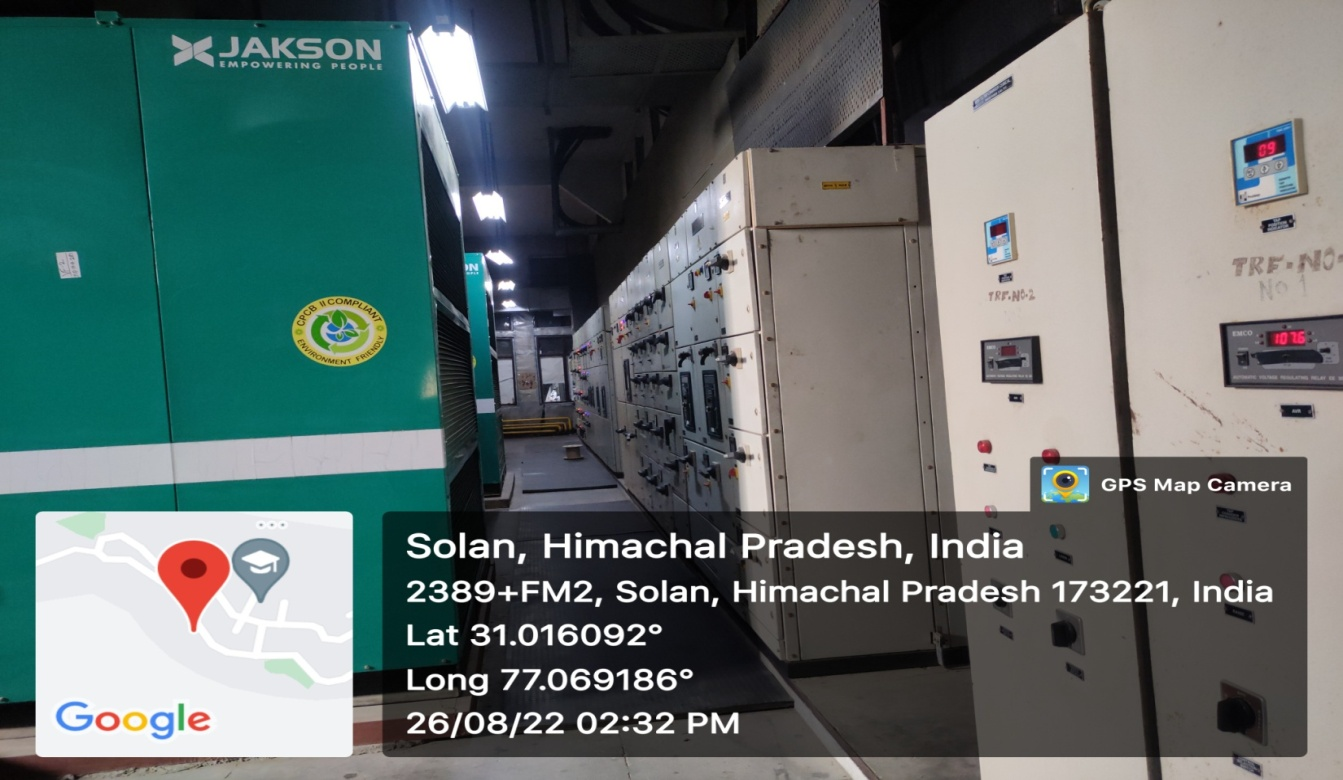 JAKSON
EMPOWERING PEOPLE
CPCB II COMPLIANT
ENVIRONMENT FRIENDLY
ON
09
TRF.NO-2
TRF.NO-
No 1
EMCO
107.6
GPS Map Camera
Solan, Himachal Pradesh, India
2389+FM2, Solan, Himachal Pradesh 173221, India
Lat 31.016092°
Long 77.069186°
26/08/22 02:32 PM
Google